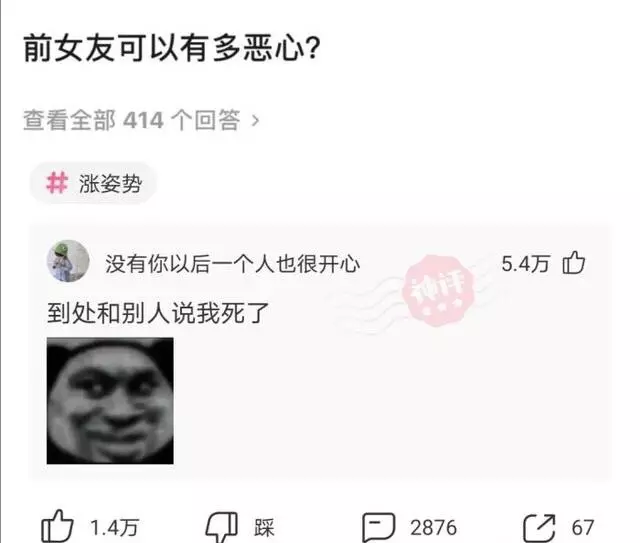 前女友可以有多恶心？
查看全部 414 个回答 >
# 涨姿势
没有你以后一个人也很开心
5.4万
神评
到处和别人说我死了
1.4万
踩
2876
67